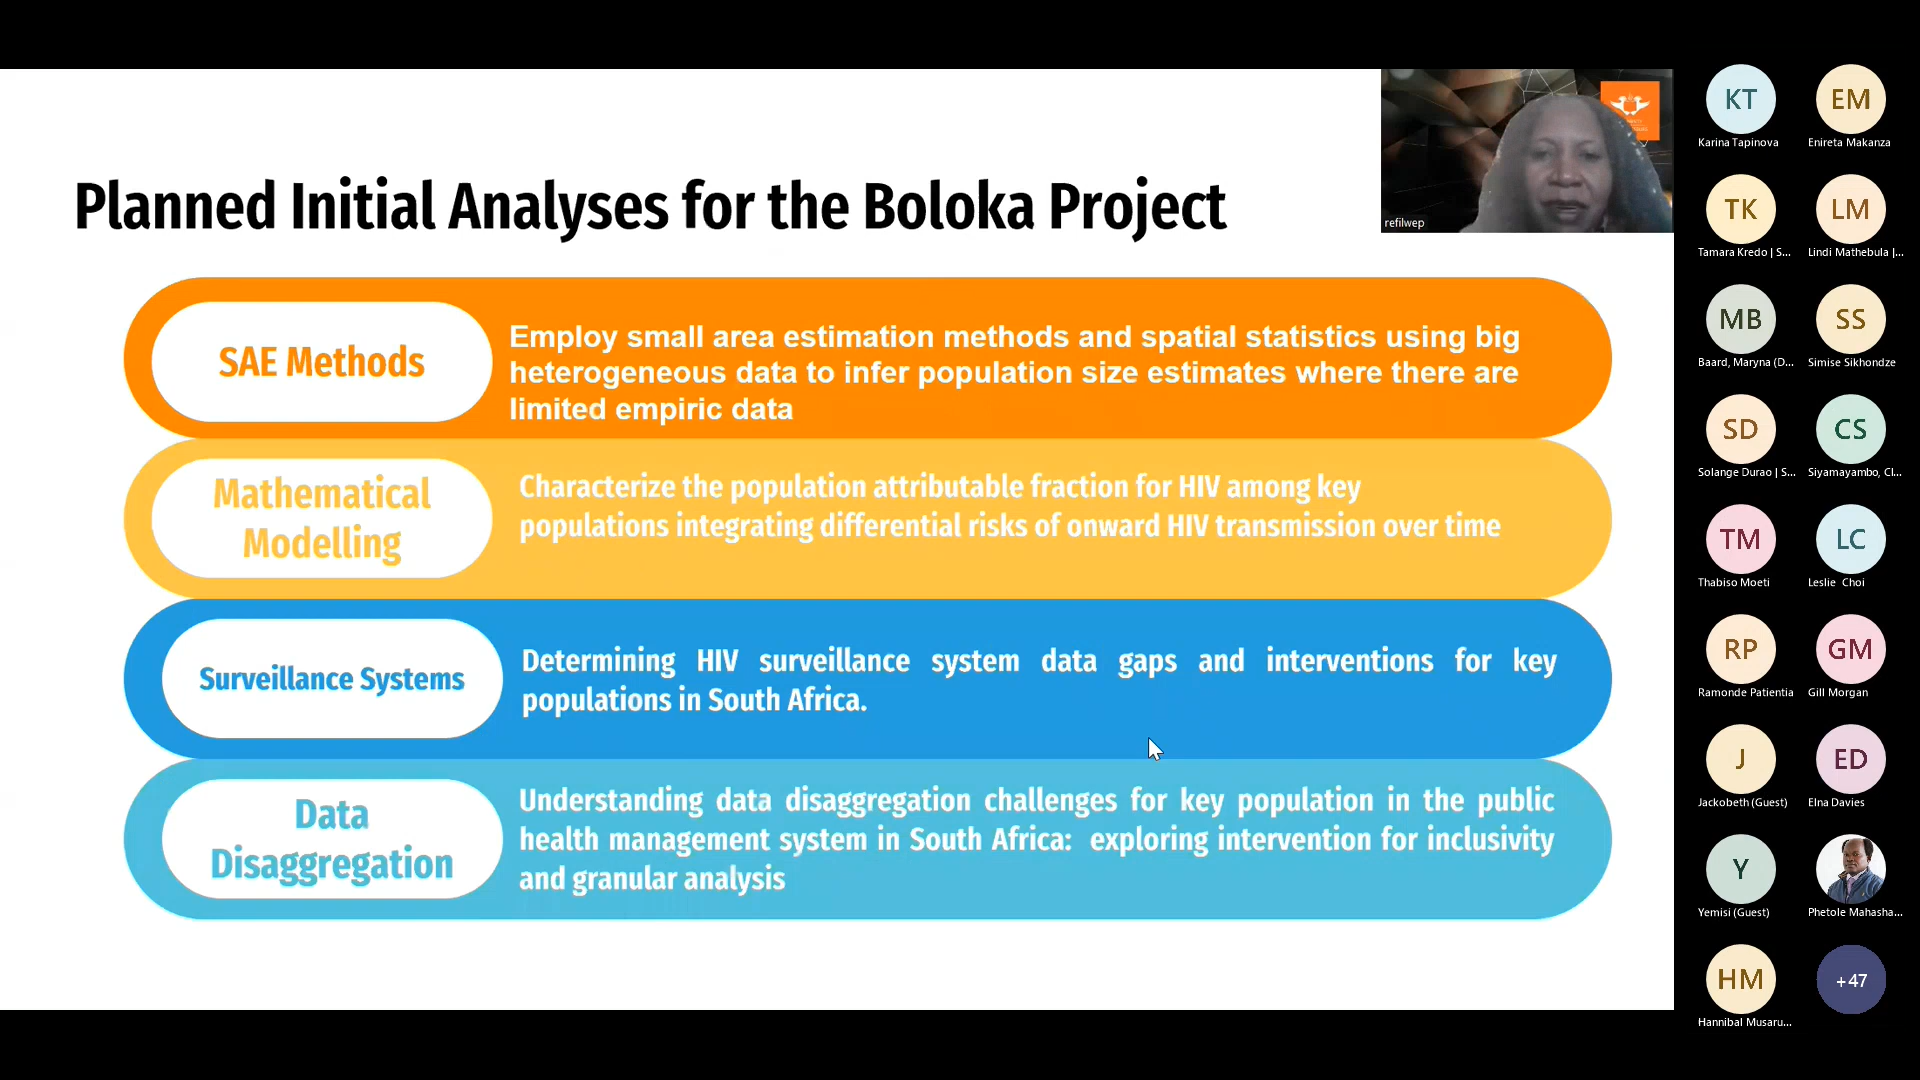 Planned Initial Analyses for the Boloka Project
refilwep
SAE Methods
Employ small area estimation methods and spatial statistics using big
heterogeneous data to infer population size estimates where there are
limited empiric data
Mathematical
Modelling
Characterize the population attributable fraction for HIV among key
populations integrating differential risks of onward HIV transmission over time
Surveillance Systems
Determining HIV surveillance system data gaps and interventions for key
populations in South Africa.
Data
Disaggregation
Understanding data disaggregation challenges for key population in the public
health management system in South Africa: exploring intervention for inclusivity
and granular analysis
KT
Karina Tapinova
EM
Enireta Makanza
TK
Tamara Kredo | S...
LM
Lindi Mathebula |...
MB
Baard, Maryna (D...
SS
Simise Sikhondze
SD
Solange Durao | S...
CS
Siyamayambo, Cl...
TM
Thabiso Moeti
LC
Leslie Choi
RP
Ramonde Patientia
GM
Gill Morgan
J
Jackobeth (Guest)
ED
Elna Davies
Y
Yemisi (Guest)
Phetole Mahasha...
HM
Hannibal Musaru...
+47